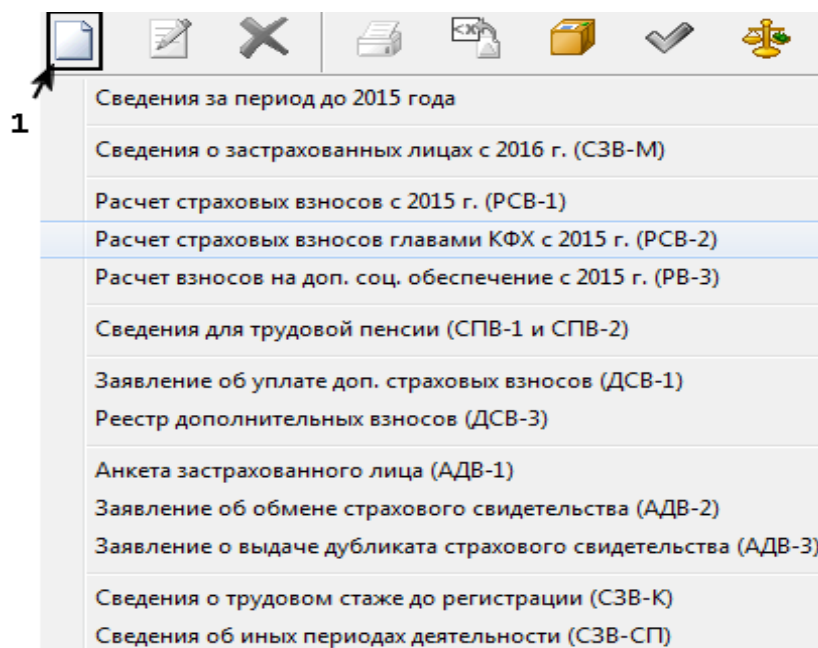 <x>
1
Сведения за период до 2015 года
Сведения о застрахованных лицах с 2016 г. (СЗВ-М)
Расчет страховых взносов с 2015 г. (РСВ-1)
Расчет страховых взносов главами КФХ с 2015 г. (РСВ-2)
Расчет взносов на доп. соц. обеспечение с 2015 г. (РВ-3)
Сведения для трудовой пенсии (СПВ-1 и СПВ-2)
Заявление об уплате доп. страховых взносов (ДСВ-1)
Реестр дополнительных взносов (ДСВ-3)
Анкета застрахованного лица (АДВ-1)
Заявление об обмене страхового свидетельства (АДВ-2)
Заявление о выдаче дубликата страхового свидетельства (АДВ-3)
Сведения о трудовом стаже до регистрации (СЗВ-К)
Сведения об иных периодах деятельности (СЗВ-СП)